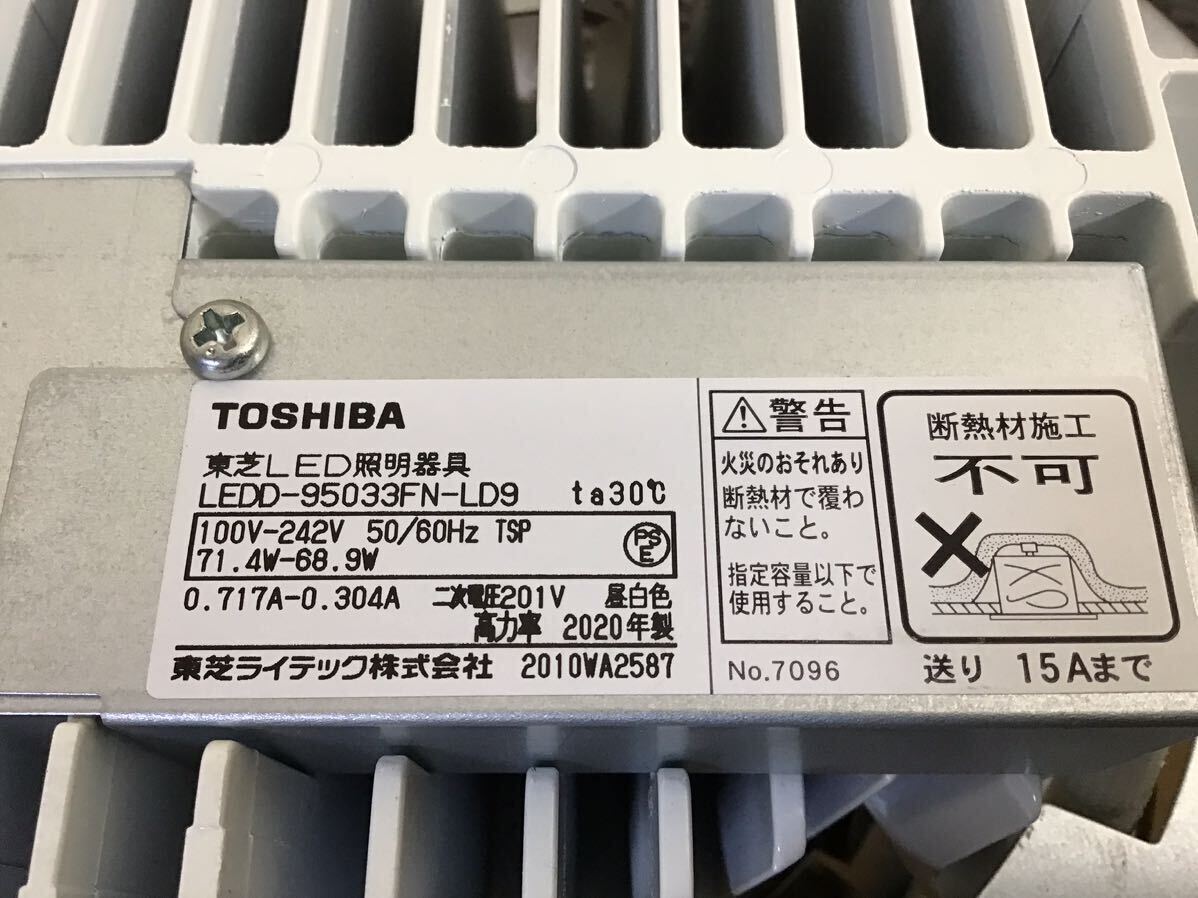 TOSHIBA
東芝LED照明器具
LEDD-95033FN-LD9 ta30℃
100V-242V 50/60Hz TSP
71.4W-68.9W
PS
E
0.717A-0.304A 二次電圧201V 昼白色
高力率 2020年製
東芝ライテック株式会社 2010WA2587
警告
火災のおそれあり
断熱材で覆わ
ないこと。
指定容量以下で
使用すること。
No.7096
断熱材施工
不可
送り 15Aまで